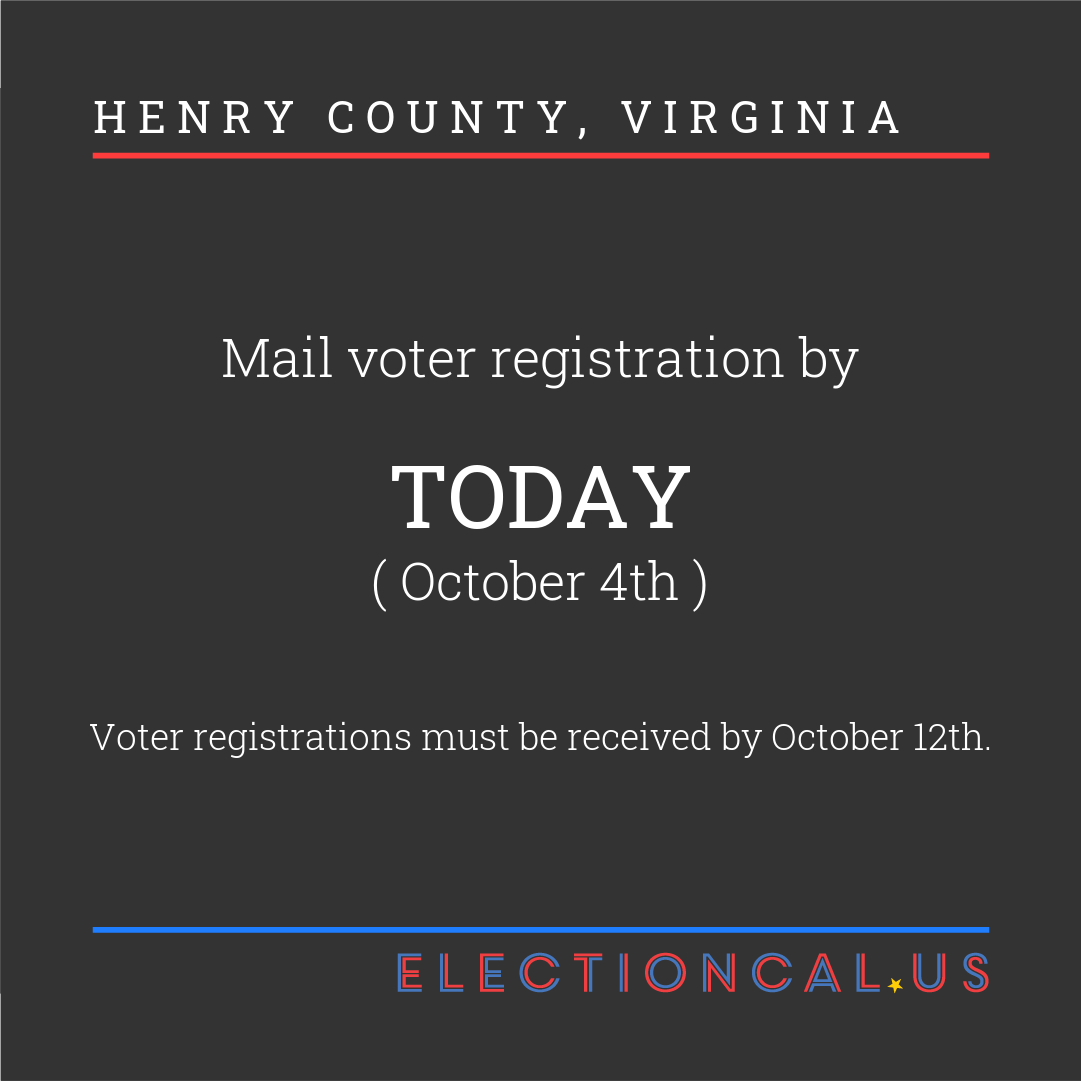 HENRY COUNTY, VIRGINIA
Mail voter registration by
TODAY
( October 4th )
Voter registrations must be received by October 12th.
ELECTIONCAL.US